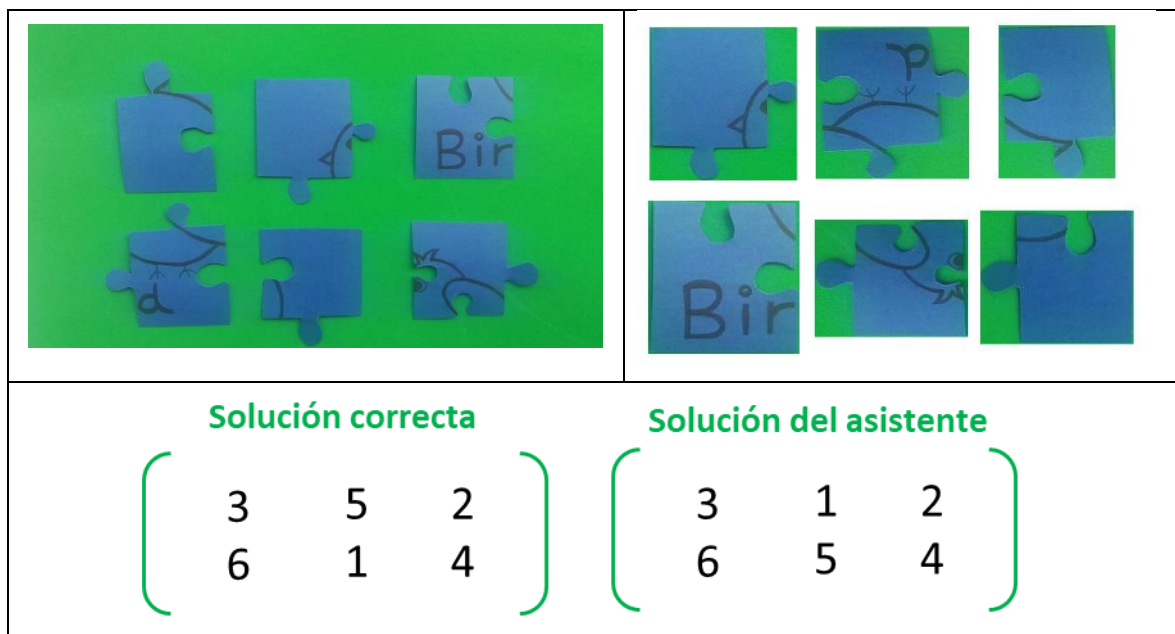 Bir
d
d
Bir
Solución correcta
3 5 2
6 1 4
Solución del asistente
3 1 2
6 5 4